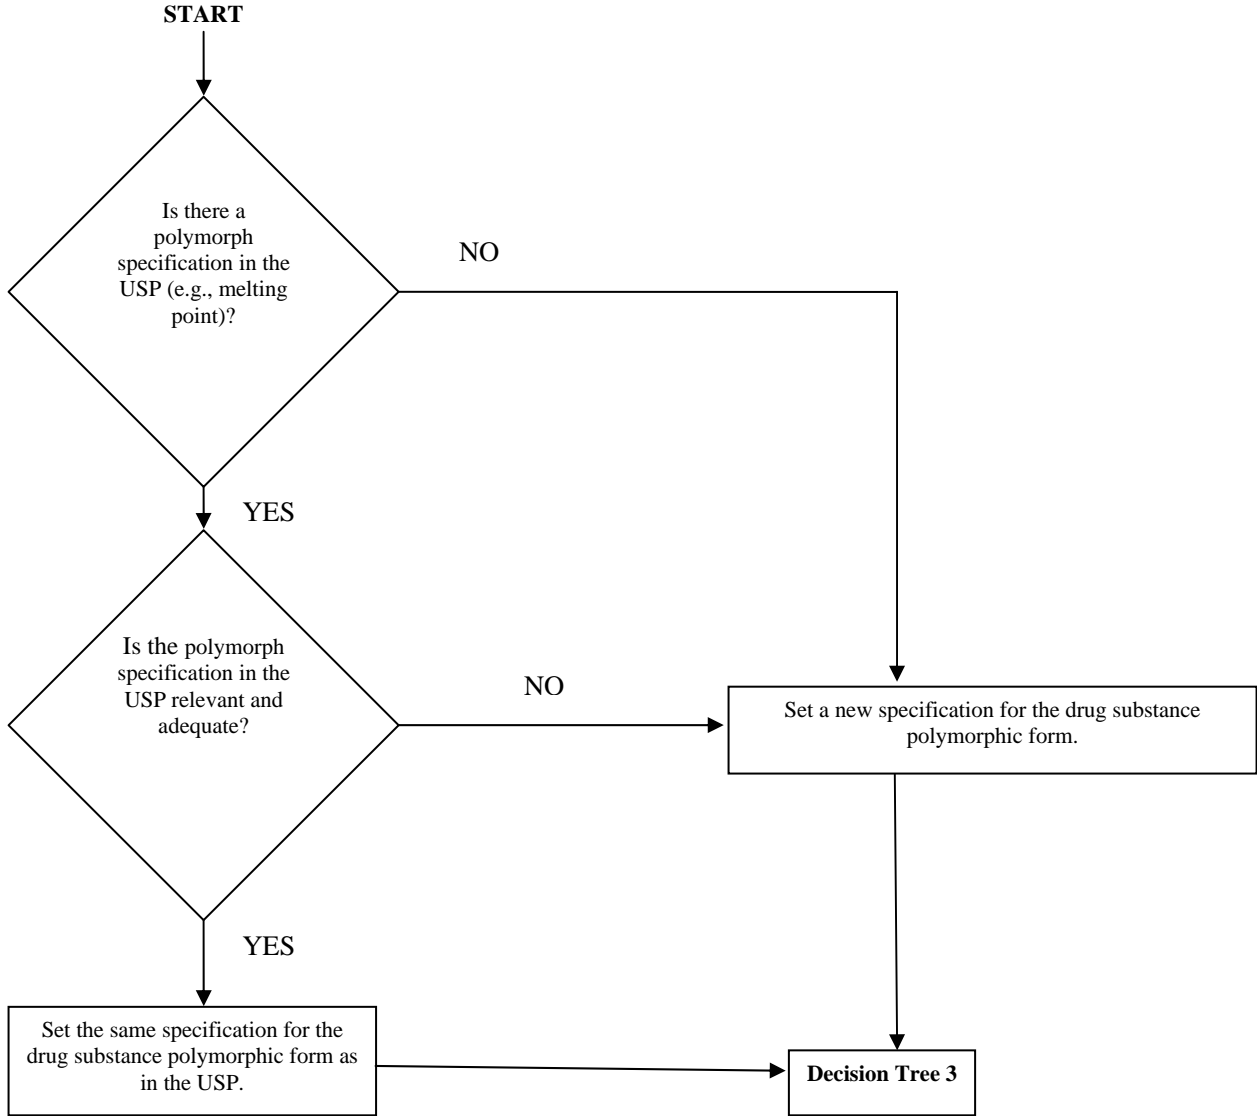 START
Is there a
polymorph
specification in the
USP (e.g., melting
point)?
NO
YES
Is the polymorph
specification in the
USP relevant and
adequate?
NO
Set a new specification for the drug substance
polymorphic form.
YES
Set the same specification for the
drug substance polymorphic form as
in the USP.
Decision Tree 3